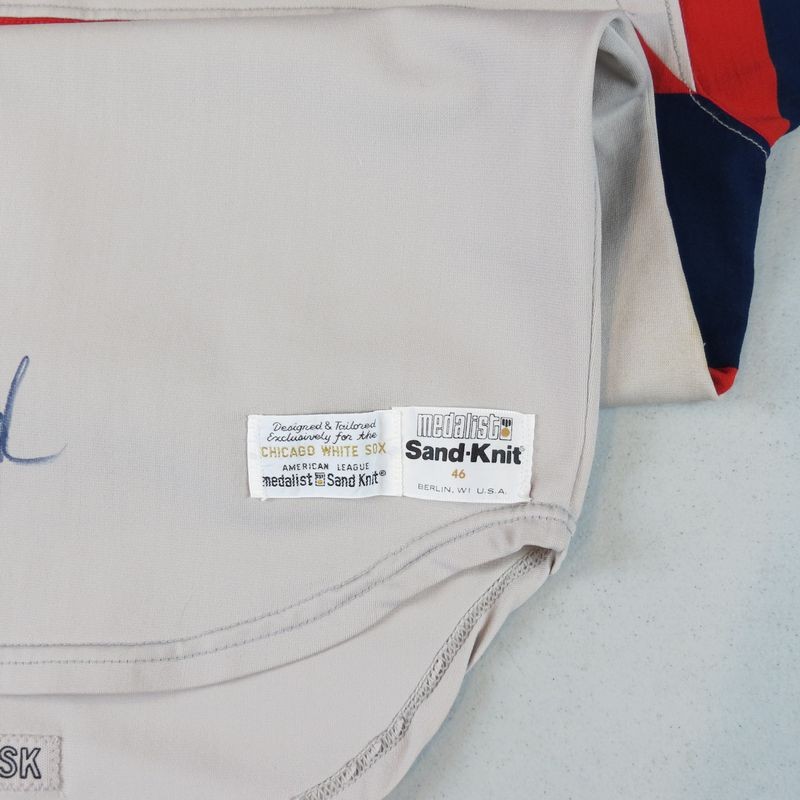 Designed & Tailored
Exclusively for the
CHICAGO WHITE SOX
AMERICAN LEAGUE
medalist Sand Knit®
medalist
Sand·Knit®
46
BERLIN, WI U.S.A.
SK